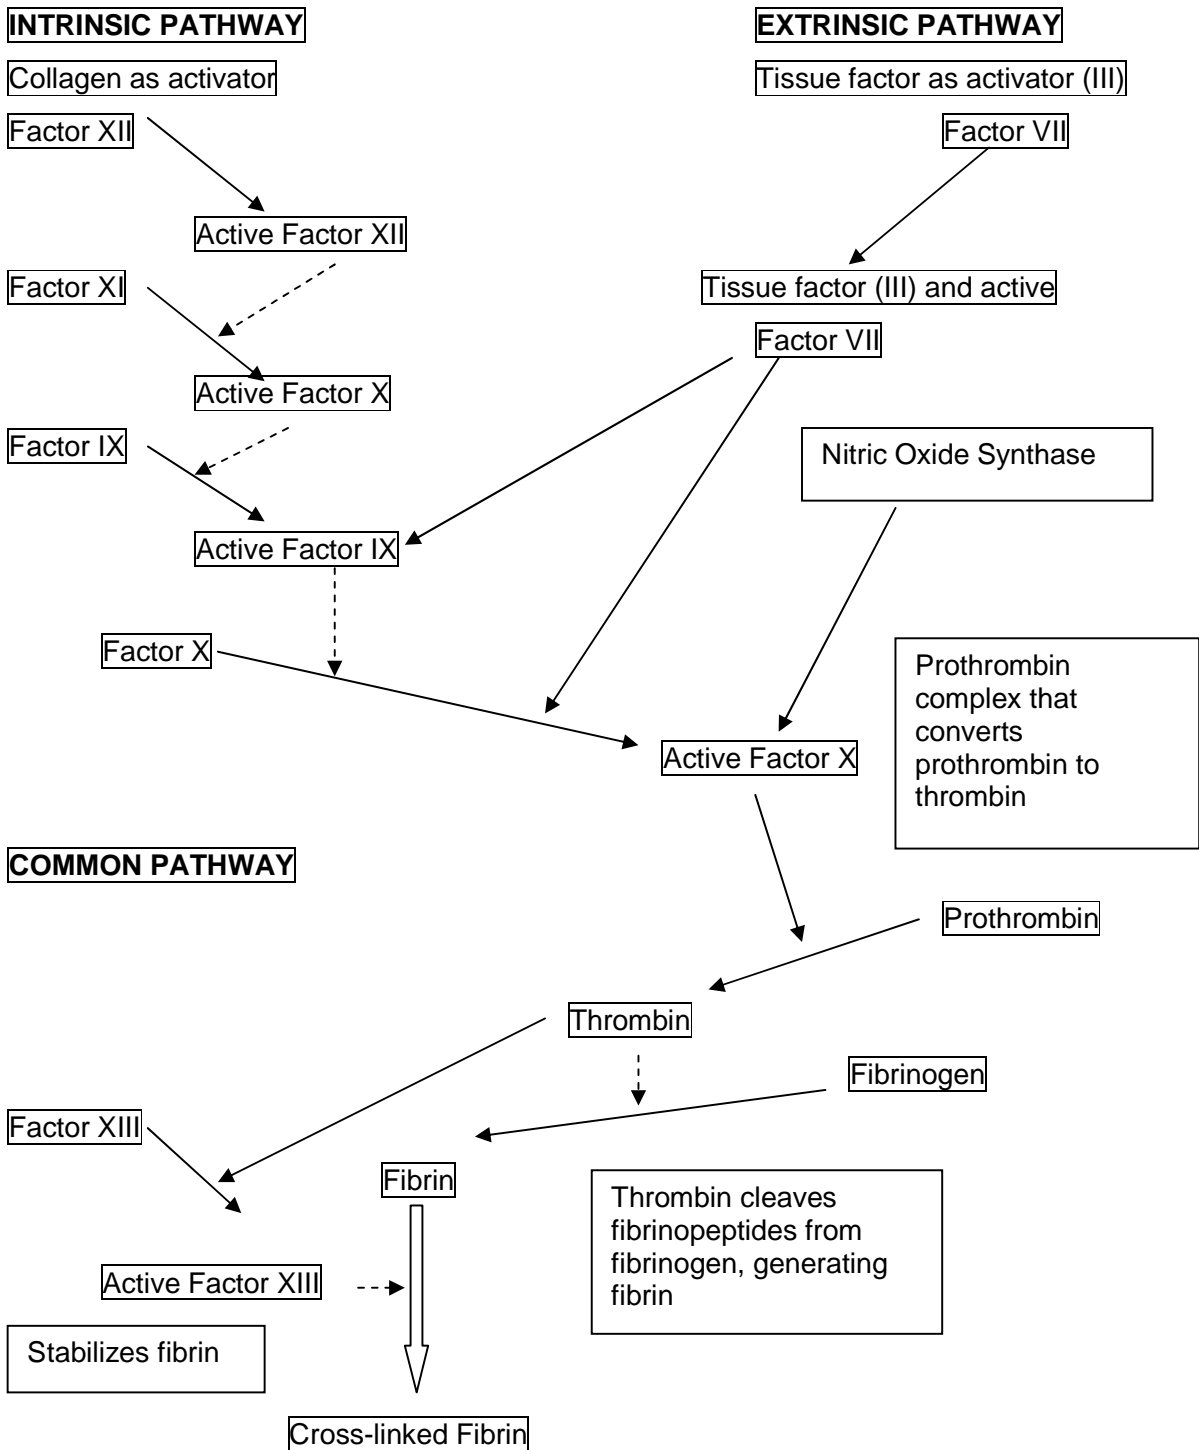 INTRINSIC PATHWAY
EXTRINSIC PATHWAY
Collagen as activator
Tissue factor as activator (III)
Factor XII
Factor VII
Active Factor XII
Factor XI
Tissue factor (III) and active
Factor VII
Active Factor X
Factor IX
Nitric Oxide Synthase
Active Factor IX
Factor X
Prothrombin
complex that
converts
prothrombin to
thrombin
Active Factor X
COMMON PATHWAY
Prothrombin
Thrombin
Fibrinogen
Factor XIII
Fibrin
Thrombin cleaves
fibrinopeptides from
fibrinogen, generating
fibrin
Active Factor XIII
Stabilizes fibrin
Cross-linked Fibrin